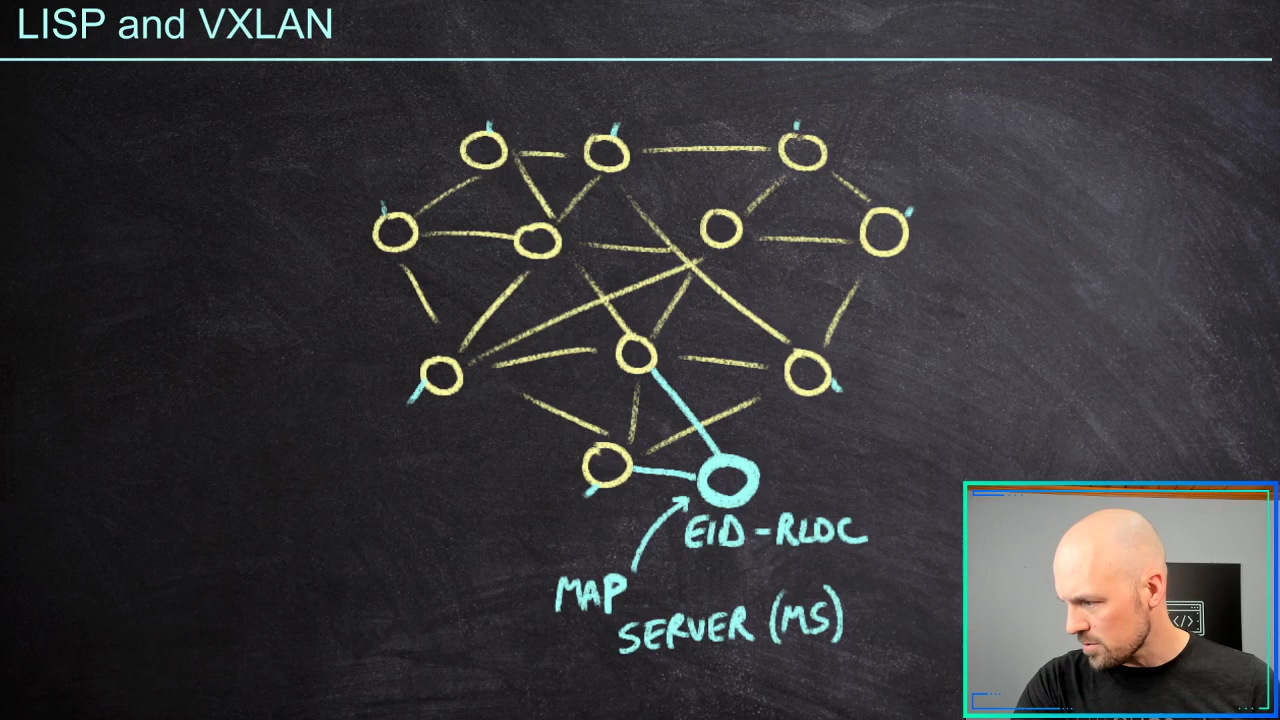 LISP and VXLAN
EID-RLOC
MAP
SERVER (MS)
</>